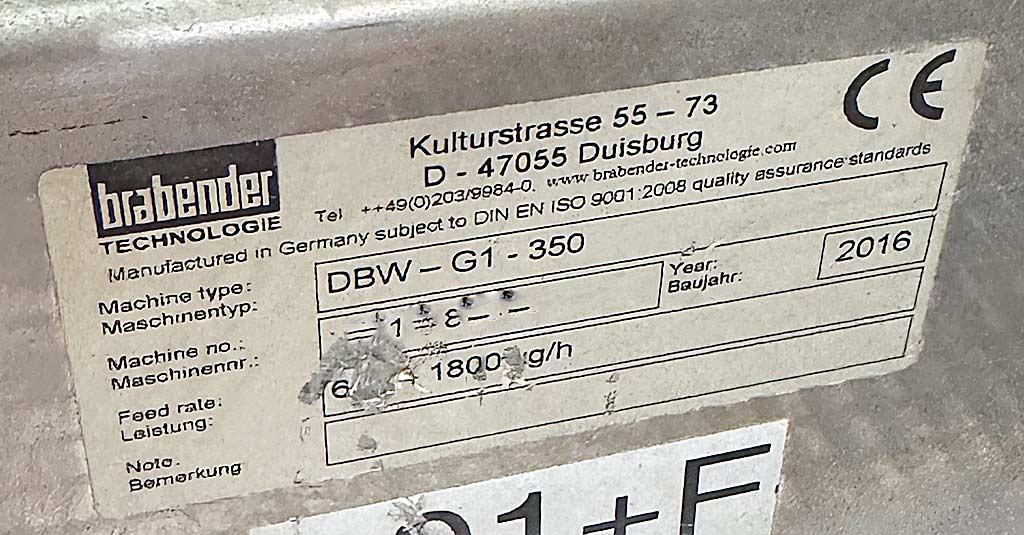 brabender
TECHNOLOGIE
CE
Kulturstrasse 55 – 73
D - 47055 Duisburg
Tel ++49(0)203/9984-0, www.brabender-technologie.com
Manufactured in Germany subject to DIN EN ISO 9001:2008 quality assurance standards
Machine type: DBW – G1 - 350
Maschinentyp:
Machine no.:
Maschinennr.:
Year: 2016
Baujahr:
Feed rate: 1800
Leistung:
Note.
Bemerkung